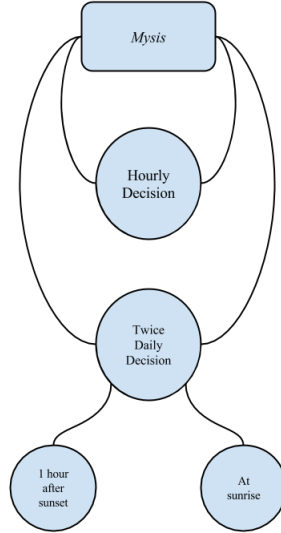 Mysis
Hourly
Decision
Twice
Daily
Decision
1 hour
after
sunset
At
sunrise